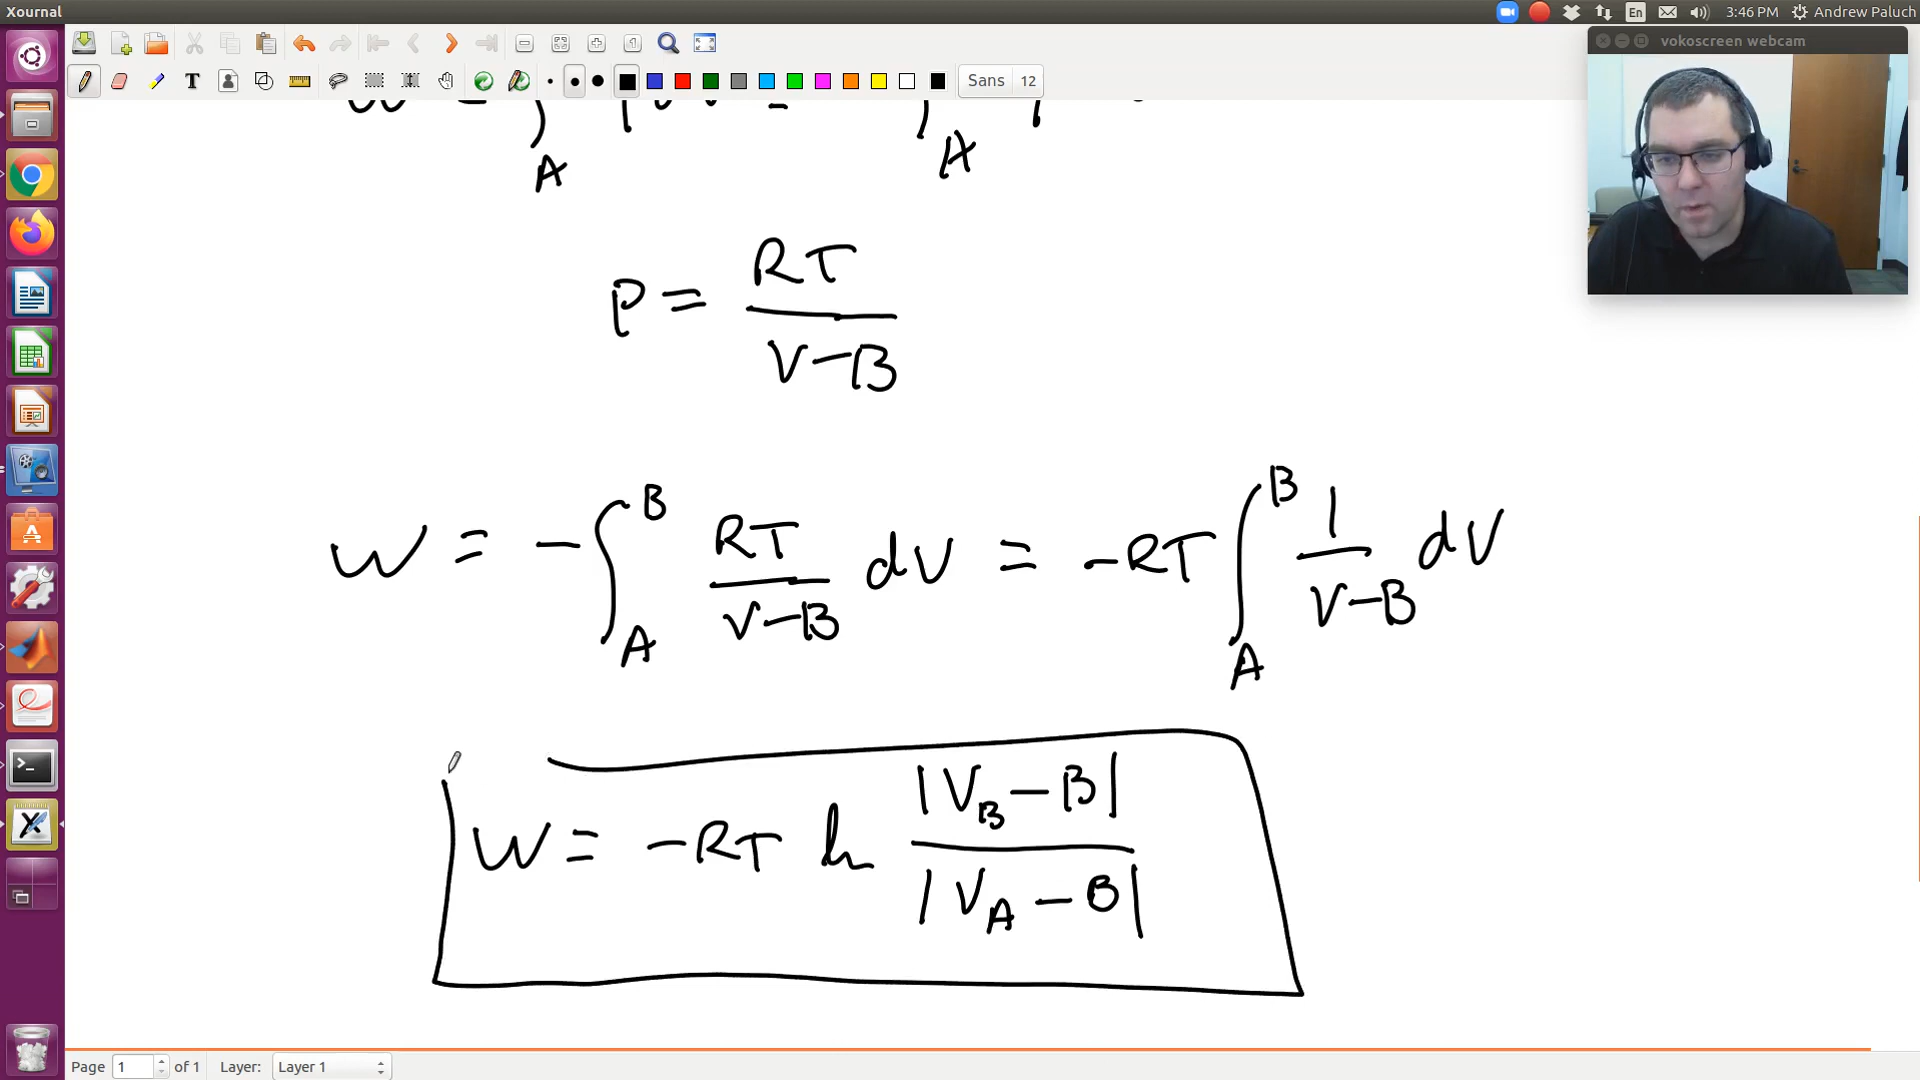 Xournal
En
3:46 PM
Andrew Paluch
vokoscreen webcam
T
Sans 12
A
A
P = RT / V-B
W = -∫_A^B RT / V-B dV = -RT ∫_A^B 1 / V-B dV
W = -RT ln |V_B - B| / |V_A - B|
Page 1 of 1 Layer: Layer 1